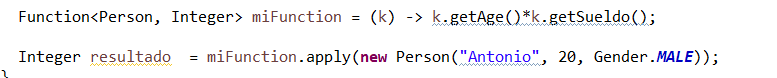 Function<Person, Integer> miFunction = (k) -> k.getAge()*k.getSueldo();
Integer resultado  = miFunction.apply(new Person("Antonio", 20, Gender.MALE));